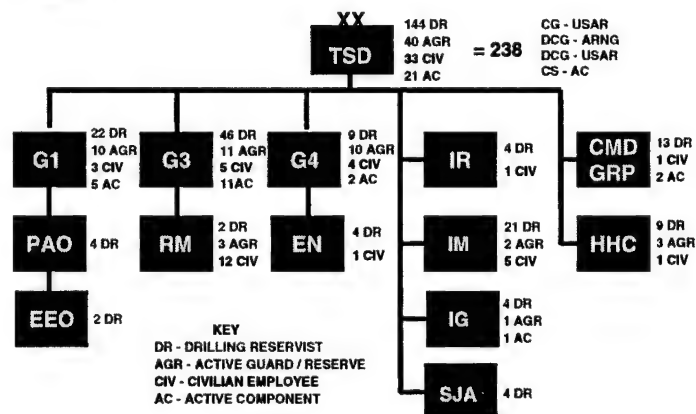 XX
TSD
144 DR
40 AGR
33 CIV
21 AC
= 238
CG - USAR
DCG - ARNG
DCG - USAR
CS - AC
G1
22 DR
10 AGR
3 CIV
5 AC
G3
46 DR
11 AGR
5 CIV
11AC
G4
9 DR
10 AGR
4 CIV
2 AC
IR
4 DR
1 CIV
CMD
GRP
13 DR
1 CIV
2 AC
PAO
4 DR
RM
2 DR
3 AGR
12 CIV
EN
4 DR
1 CIV
IM
21 DR
2 AGR
5 CIV
HHC
9 DR
3 AGR
1 CIV
EEO
2 DR
IG
4 DR
1 AGR
1 AC
SJA
4 DR
KEY
DR - DRILLING RESERVIST
AGR - ACTIVE GUARD / RESERVE
CIV - CIVILIAN EMPLOYEE
AC - ACTIVE COMPONENT